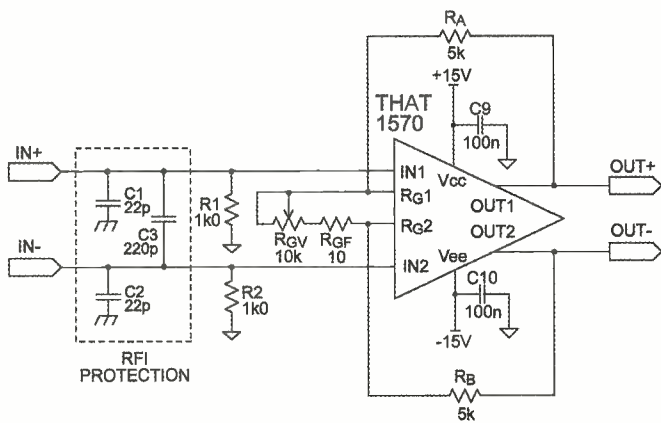 RA
5k
+15V
THAT
1570
C9
100n
IN+
IN1
Vcc
OUT+
C1
22p
R1
1k0
RG1
OUT1
C3
220p
RGV
10k
RGF
10
RG2
OUT2
IN-
IN2
Vee
OUT-
C2
22p
R2
1k0
C10
100n
-15V
RFI
PROTECTION
RB
5k